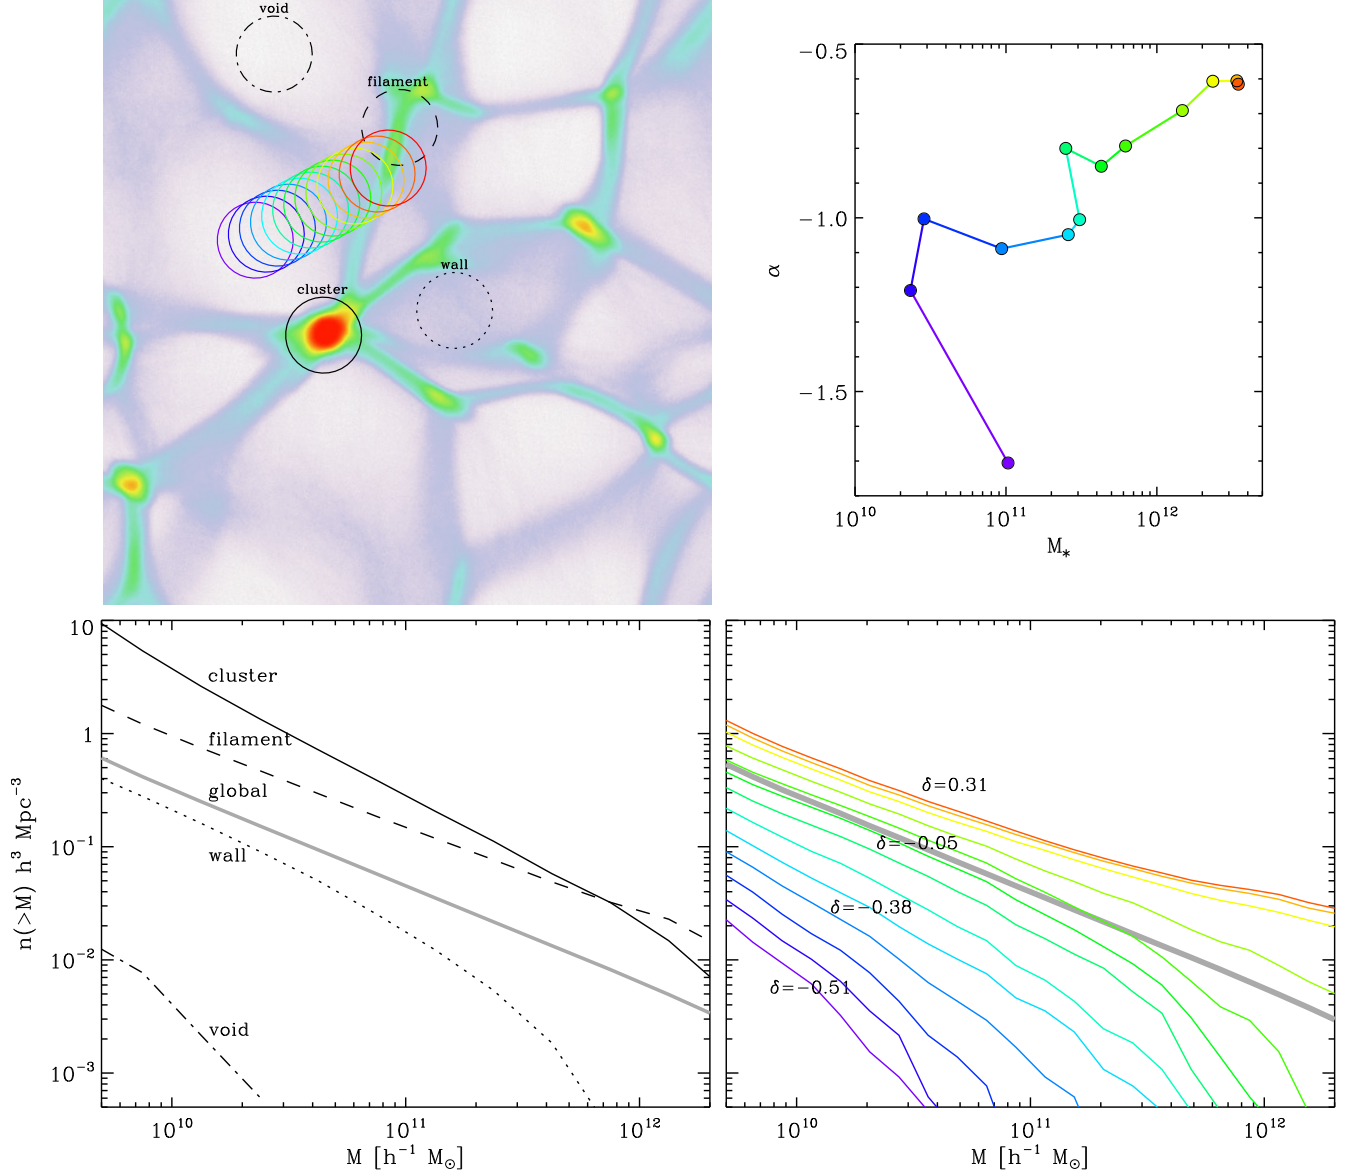 void
filament
wall
cluster
−0.5
−1.0
−1.5
α
10^10
10^11
10^12
M_*
10
1
10^−1
10^−2
10^−3
n(>M) h^3 Mpc^−3
cluster
filament
global
wall
void
10^10
10^11
10^12
M [h^−1 M_⊙]
δ=0.31
δ=−0.05
δ=−0.38
δ=−0.51
10^10
10^11
10^12
M [h^−1 M_⊙]